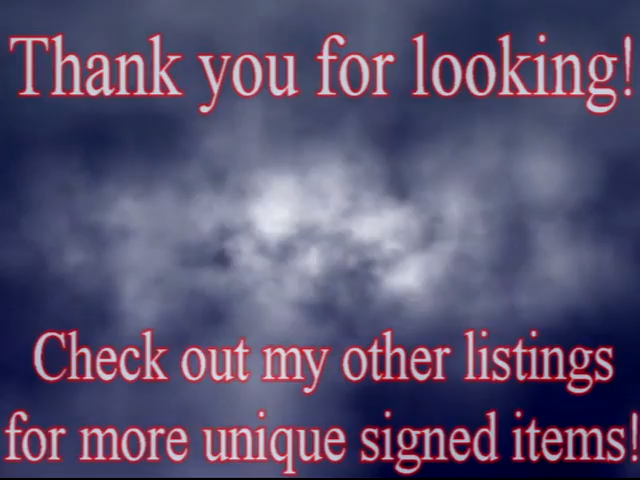 Thank you for looking!
Check out my other listings
for more unique signed items!